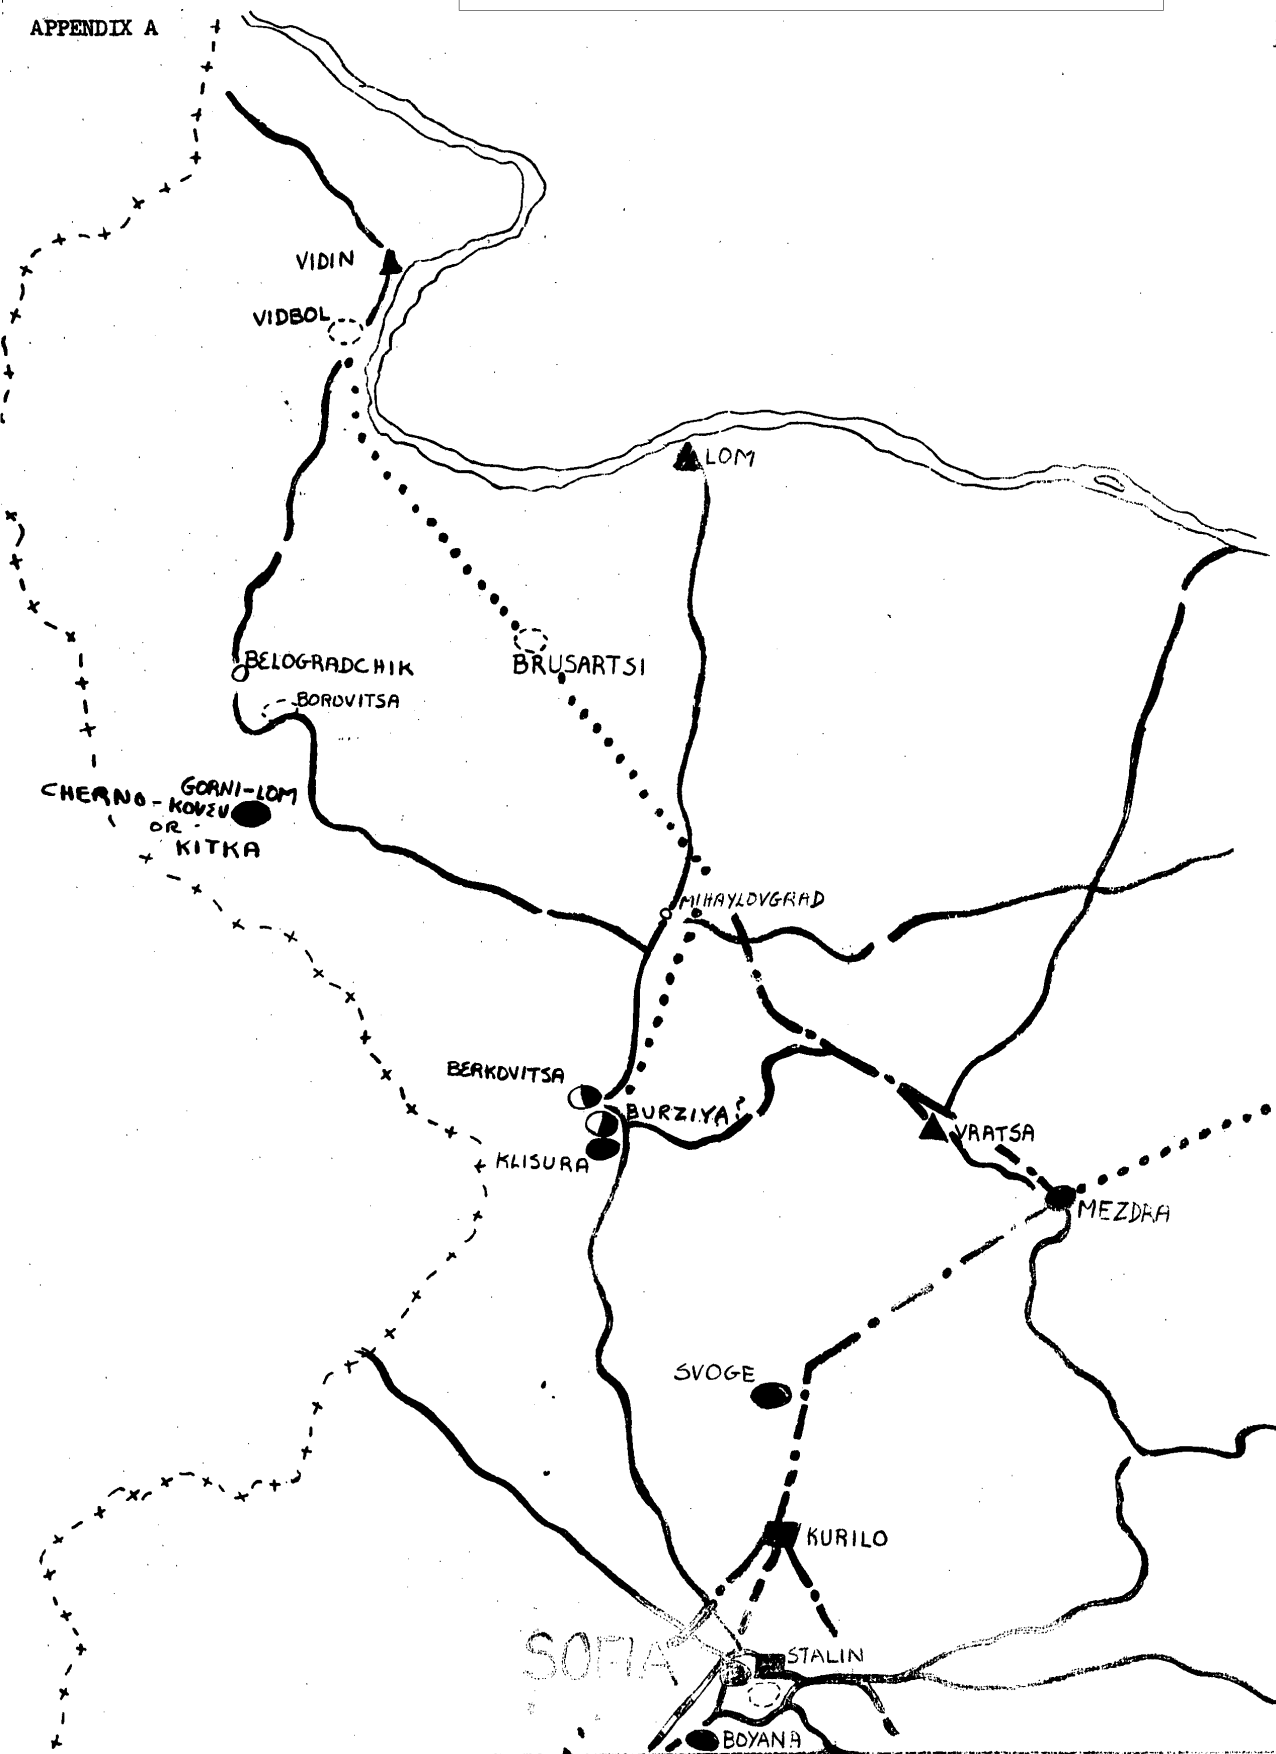 APPENDIX A
VIDIN
VIDBOL
LOM
BELOGRADCHIK
BRUSARTSI
BOROVITSA
GORNI-LOM
CHERNO-
OR
KITKA
MIHAYLOVGRAD
BERKOVITSA
BURZIYA?
VRATSA
KLISURA
MEZDRA
SVOGE
KURILO
SOFIA
STALIN
BOYANA